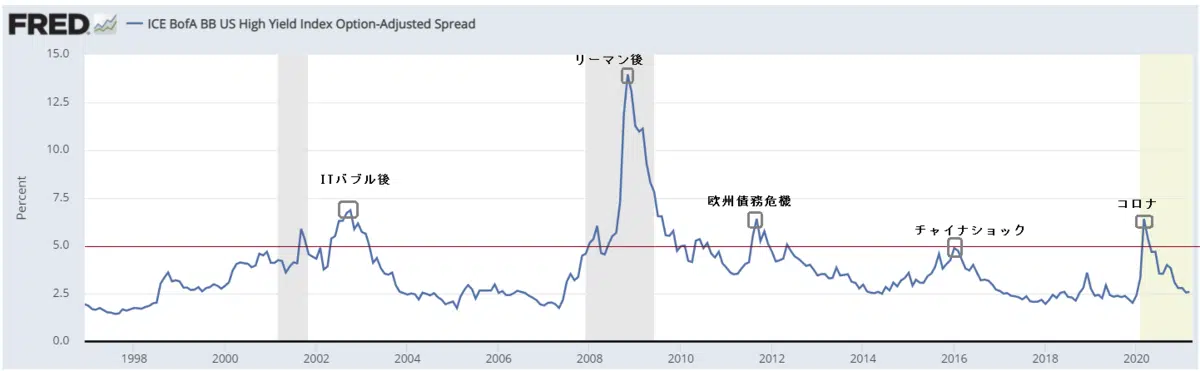 FRED
ICE BofA BB US High Yield Index Option-Adjusted Spread
リーマン後
ITバブル後
欧州債務危機
チャイナショック
コロナ
Percent
15.0
12.5
10.0
7.5
5.0
2.5
0.0
1998 2000 2002 2004 2006 2008 2010 2012 2014 2016 2018 2020